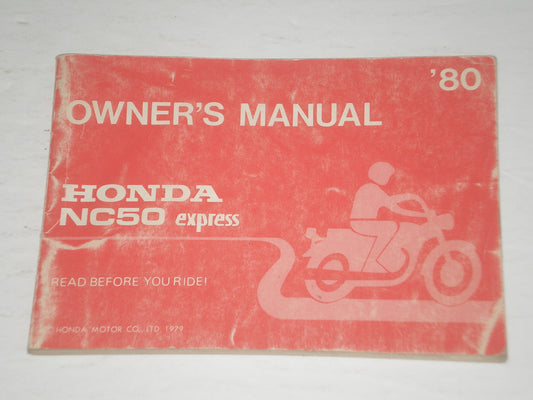 '80
OWNER'S MANUAL
HONDA
NC50 express
READ BEFORE YOU RIDE!
HONDA MOTOR CO., LTD. 1979